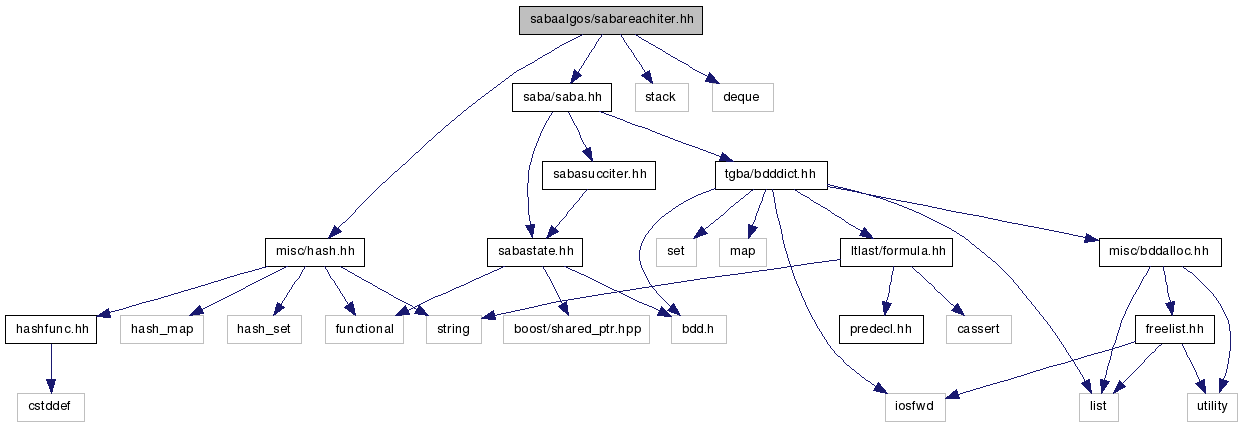 sabaalgos/sabareachiter.hh
saba/saba.hh
stack
deque
sabasucciter.hh
tgba/bdddict.hh
misc/hash.hh
sabastate.hh
set
map
ltlast/formula.hh
misc/bddalloc.hh
hashfunc.hh
hash_map
hash_set
functional
string
boost/shared_ptr.hpp
bdd.h
predecl.hh
cassert
freelist.hh
cstddef
iosfwd
list
utility